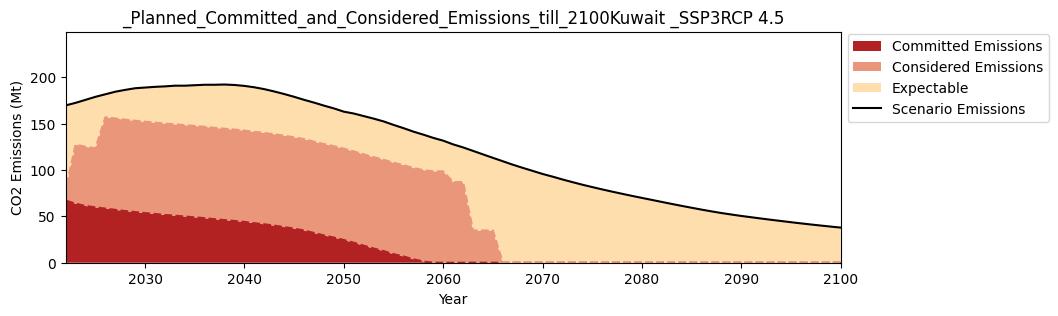 _Planned_Committed_and_Considered_Emissions_till_2100Kuwait _SSP3RCP 4.5
CO2 Emissions (Mt)
200
150
100
50
0
2030 2040 2050 2060 2070 2080 2090 2100
Year
Committed Emissions
Considered Emissions
Expectable
Scenario Emissions